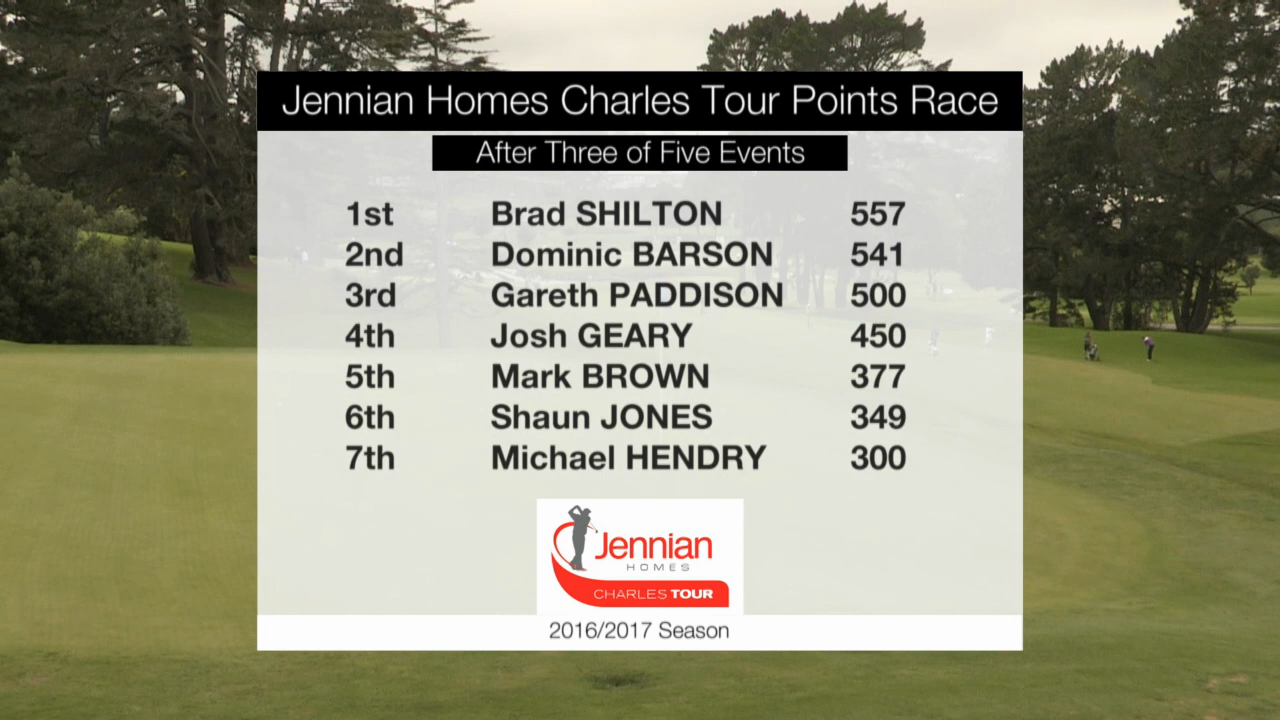 Jennian Homes Charles Tour Points Race
After Three of Five Events
1st Brad SHILTON 557
2nd Dominic BARSON 541
3rd Gareth PADDISON 500
4th Josh GEARY 450
5th Mark BROWN 377
6th Shaun JONES 349
7th Michael HENDRY 300
Jennian
HOMES
CHARLES TOUR
2016/2017 Season